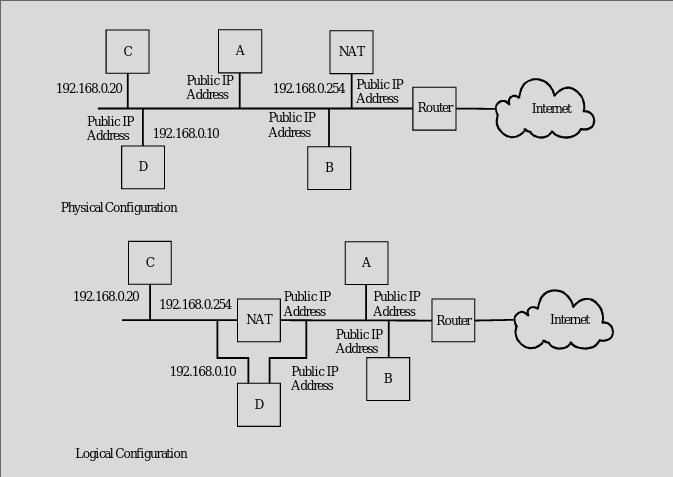 C
A
NAT
192.168.0.20
Public IP
Address
192.168.0.254
Public IP
Address
Router
Internet
Public IP
Address
192.168.0.10
Public IP
Address
D
B
Physical Configuration
C
A
192.168.0.20
192.168.0.254
NAT
Public IP
Address
Public IP
Address
Router
Internet
Public IP
Address
192.168.0.10
Public IP
Address
B
D
Logical Configuration